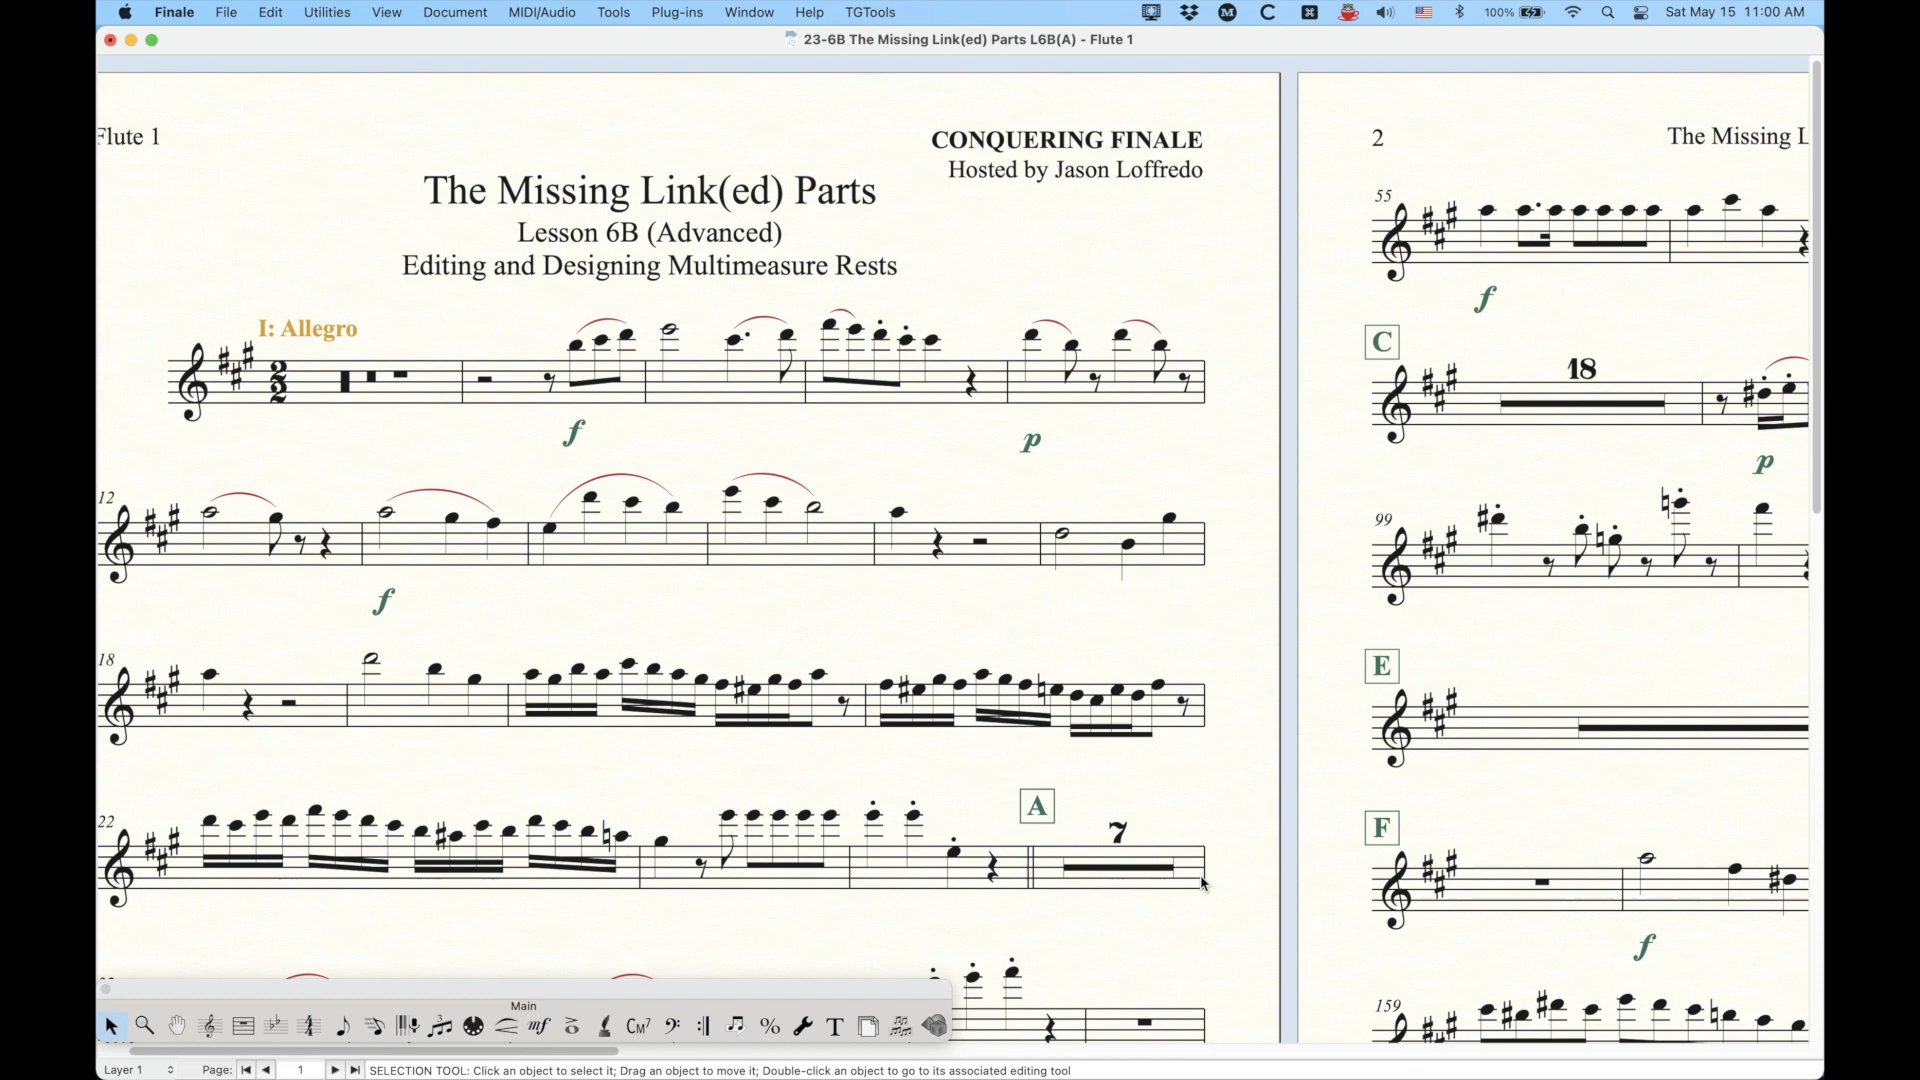 Finale File Edit Utilities View Document MIDI/Audio Tools Plug-ins Window Help TGTools 100% Sat May 15 11:00 AM
23-6B The Missing Link(ed) Parts L6B(A) - Flute 1
Flute 1
CONQUERING FINALE
Hosted by Jason Loffredo
The Missing Link(ed) Parts
Lesson 6B (Advanced)
Editing and Designing Multimeasure Rests
I: Allegro
2
2
f
p
12
f
18
22
A
7
2
The Missing L
55
f
C
18
p
99
E
F
f
159
Main
mf
CM7
%
T
Layer 1
Page:
1
SELECTION TOOL: Click an object to select it; Drag an object to move it; Double-click an object to go to its associated editing tool